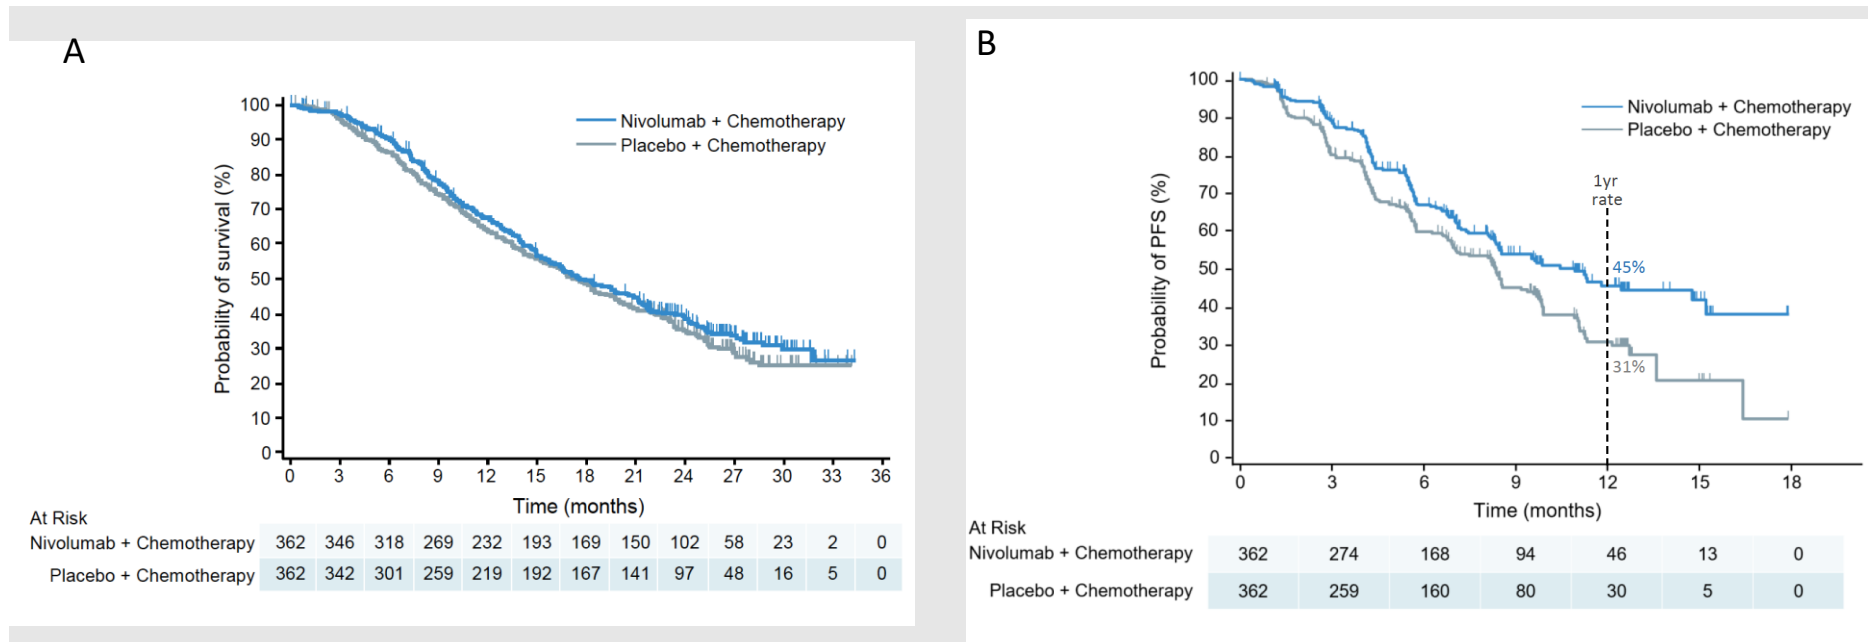 A
100
90
80
70
60
50
40
30
20
10
0
Probability of survival (%)
Nivolumab + Chemotherapy
Placebo + Chemotherapy
0 3 6 9 12 15 18 21 24 27 30 33 36
Time (months)
At Risk
Nivolumab + Chemotherapy 362 346 318 269 232 193 169 150 102 58 23 2 0
Placebo + Chemotherapy 362 342 301 259 219 192 167 141 97 48 16 5 0
B
100
90
80
70
60
50
40
30
20
10
0
Probability of PFS (%)
Nivolumab + Chemotherapy
Placebo + Chemotherapy
1yr
rate
45%
31%
0 3 6 9 12 15 18
Time (months)
At Risk
Nivolumab + Chemotherapy 362 274 168 94 46 13 0
Placebo + Chemotherapy 362 259 160 80 30 5 0